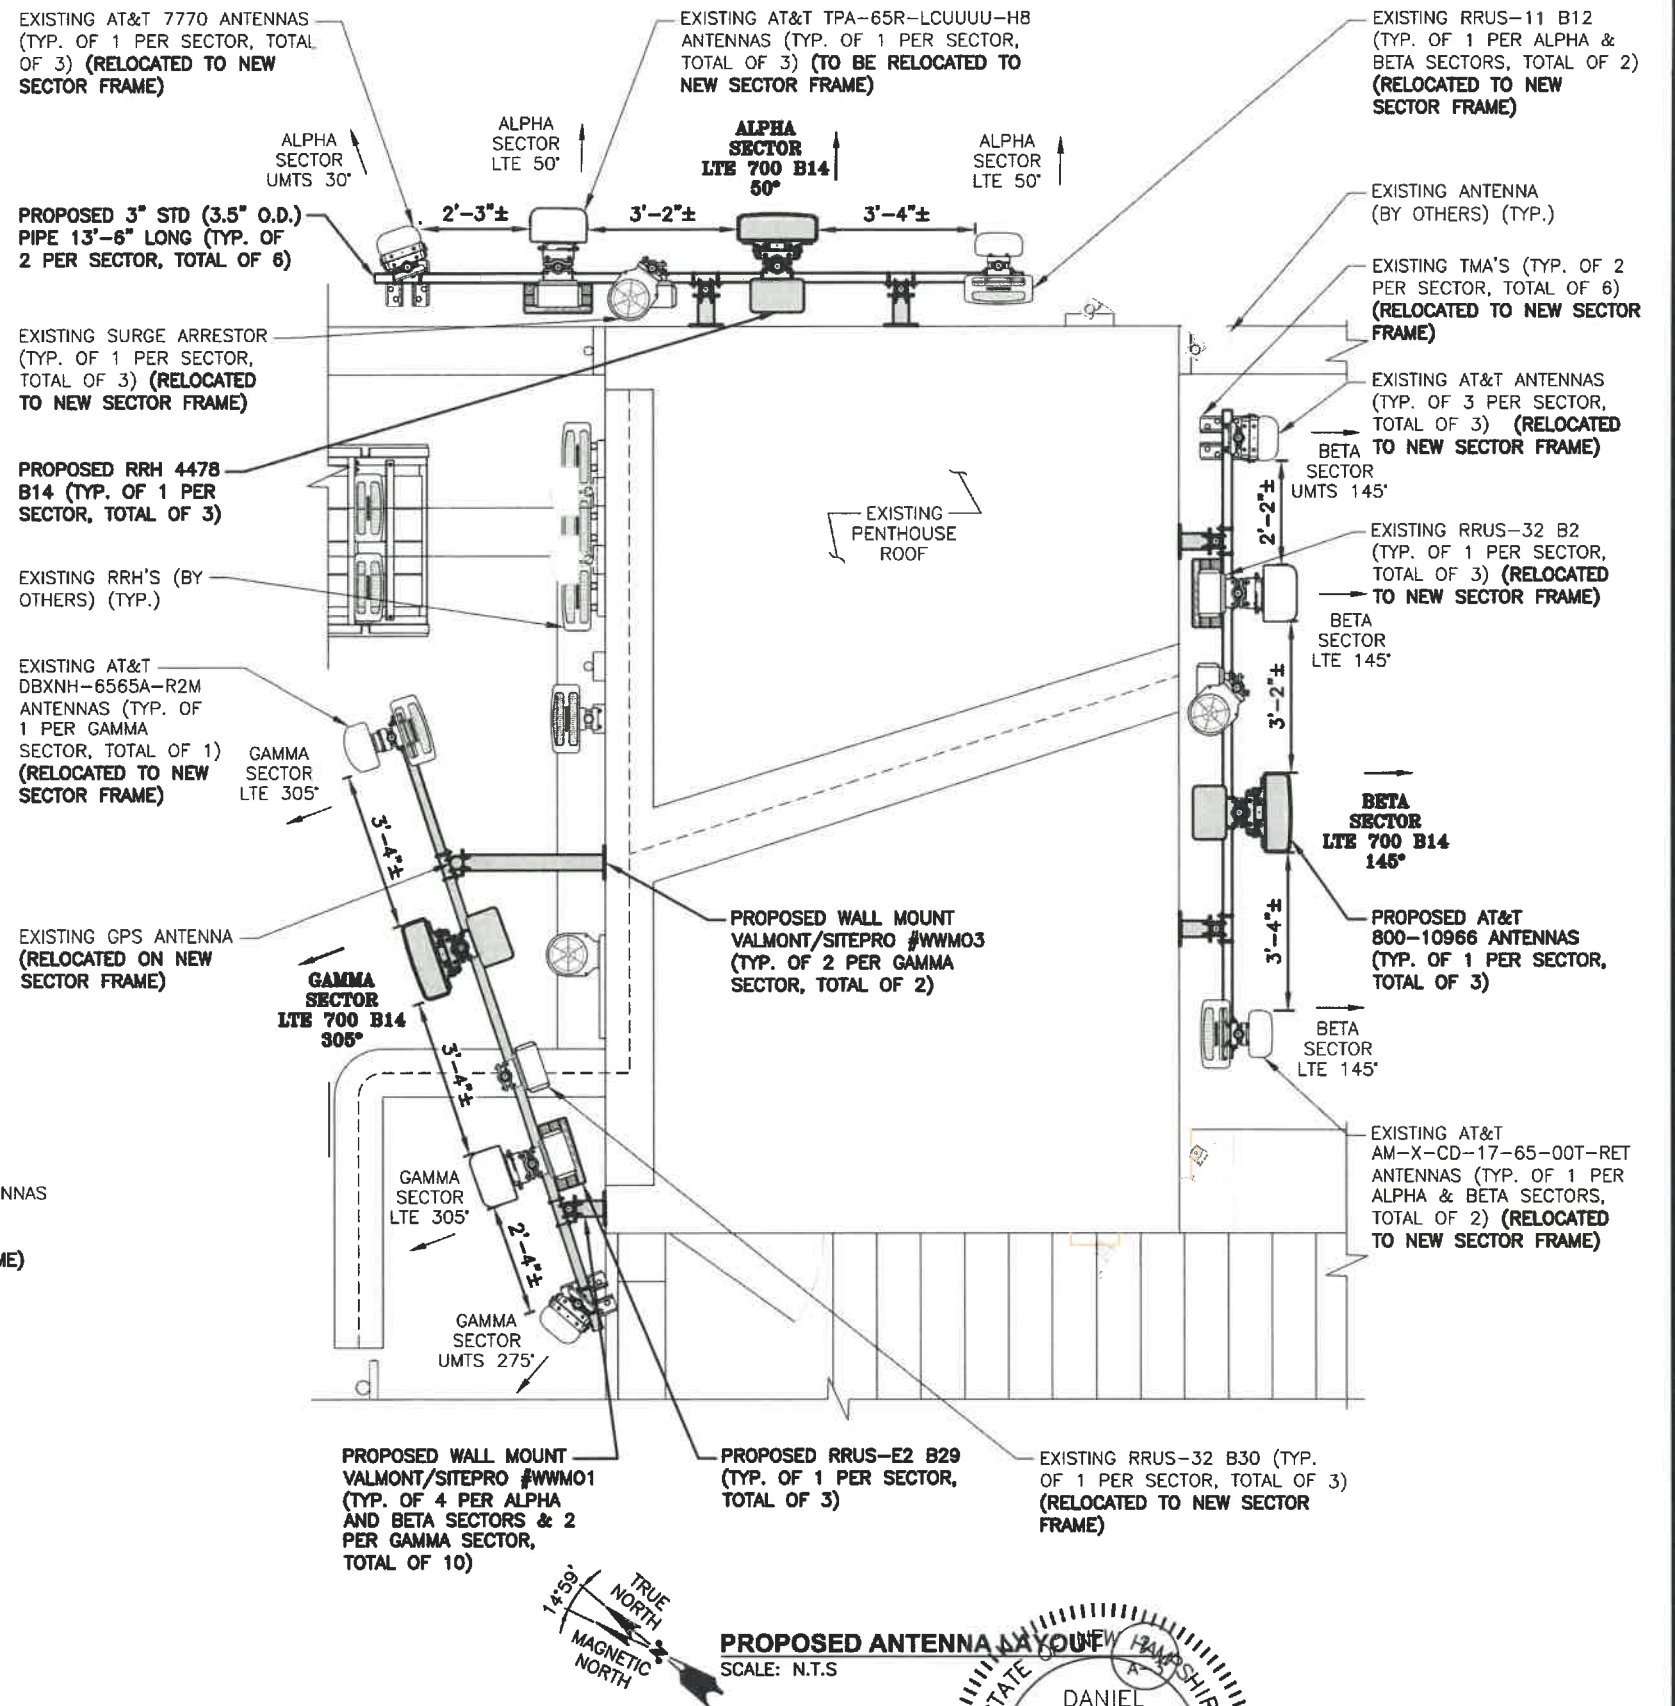 EXISTING AT&T 7770 ANTENNAS
(TYP. OF 1 PER SECTOR, TOTAL
OF 3) (RELOCATED TO NEW
SECTOR FRAME)
EXISTING AT&T TPA-65R-LCUUUU-H8
ANTENNAS (TYP. OF 1 PER SECTOR,
TOTAL OF 3) (TO BE RELOCATED TO
NEW SECTOR FRAME)
EXISTING RRUS-11 B12
(TYP. OF 1 PER ALPHA &
BETA SECTORS, TOTAL OF 2)
(RELOCATED TO NEW
SECTOR FRAME)
ALPHA
SECTOR
UMTS 30°
ALPHA
SECTOR
LTE 50°
ALPHA
SECTOR
LTE 700 B14
50°
ALPHA
SECTOR
LTE 50°
EXISTING ANTENNA
(BY OTHERS) (TYP.)
PROPOSED 3" STD (3.5" O.D.)
PIPE 13'-6" LONG (TYP. OF
2 PER SECTOR, TOTAL OF 6)
2'-3"±
3'-2"±
3'-4"±
EXISTING TMA'S (TYP. OF 2
PER SECTOR, TOTAL OF 6)
(RELOCATED TO NEW SECTOR
FRAME)
EXISTING SURGE ARRESTOR
(TYP. OF 1 PER SECTOR,
TOTAL OF 3) (RELOCATED
TO NEW SECTOR FRAME)
EXISTING AT&T ANTENNAS
(TYP. OF 3 PER SECTOR,
TOTAL OF 3) (RELOCATED
TO NEW SECTOR FRAME)
BETA
SECTOR
UMTS 145°
2'-2"±
PROPOSED RRH 4478
B14 (TYP. OF 1 PER
SECTOR, TOTAL OF 3)
EXISTING
PENTHOUSE
ROOF
EXISTING RRUS-32 B2
(TYP. OF 1 PER SECTOR,
TOTAL OF 3) (RELOCATED
TO NEW SECTOR FRAME)
EXISTING RRH'S (BY
OTHERS) (TYP.)
BETA
SECTOR
LTE 145°
3'-2"±
EXISTING AT&T
DBXNH-6565A-R2M
ANTENNAS (TYP. OF
1 PER GAMMA
SECTOR, TOTAL OF 1)
(RELOCATED TO NEW
SECTOR FRAME)
GAMMA
SECTOR
LTE 305°
3'-4"±
BETA
SECTOR
LTE 700 B14
145°
3'-4"±
EXISTING GPS ANTENNA
(RELOCATED ON NEW
SECTOR FRAME)
GAMMA
SECTOR
LTE 700 B14
305°
PROPOSED WALL MOUNT
VALMONT/SITEPRO #WWM03
(TYP. OF 2 PER GAMMA
SECTOR, TOTAL OF 2)
PROPOSED AT&T
800-10966 ANTENNAS
(TYP. OF 1 PER SECTOR,
TOTAL OF 3)
3'-4"±
BETA
SECTOR
LTE 145°
EXISTING AT&T
AM-X-CD-17-65-00T-RET
ANTENNAS (TYP. OF 1 PER
ALPHA & BETA SECTORS,
TOTAL OF 2) (RELOCATED
TO NEW SECTOR FRAME)
NNAS
ME)
GAMMA
SECTOR
LTE 305°
2'-4"±
GAMMA
SECTOR
UMTS 275°
PROPOSED WALL MOUNT
VALMONT/SITEPRO #WWM01
(TYP. OF 4 PER ALPHA
AND BETA SECTORS & 2
PER GAMMA SECTOR,
TOTAL OF 10)
PROPOSED RRUS-E2 B29
(TYP. OF 1 PER SECTOR,
TOTAL OF 3)
EXISTING RRUS-32 B30 (TYP.
OF 1 PER SECTOR, TOTAL OF 3)
(RELOCATED TO NEW SECTOR
FRAME)
14°59'
TRUE
NORTH
MAGNETIC
NORTH
N
PROPOSED ANTENNA LAYOUT
SCALE: N.T.S
STATE OF NEW HAMPSHIR
DANIEL